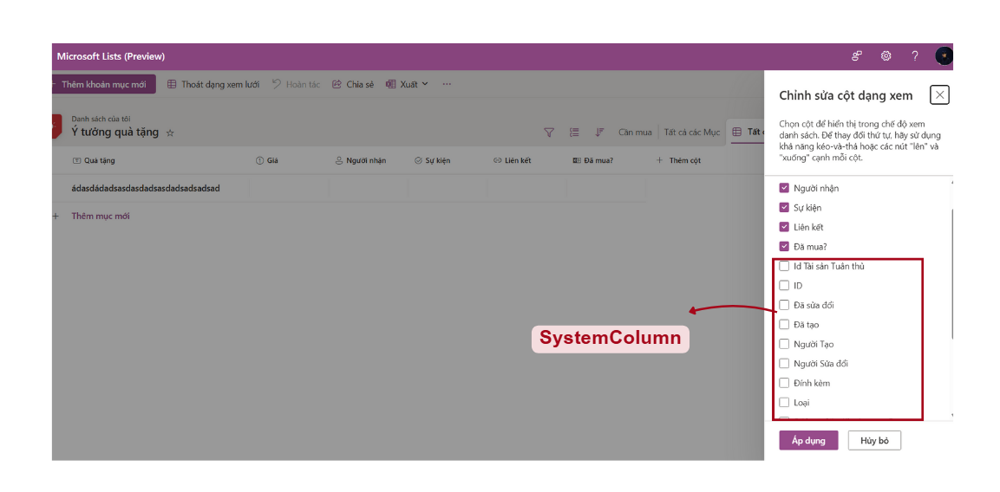 Microsoft Lists (Preview)
Thêm khoản mục mới
Thoát dạng xem lưới
Hoàn tác
Chia sẻ
Xuất
Danh sách của tôi
Ý tưởng quà tặng
Cần mua
Tất cả các Mục
Tất
Quà tặng
Giá
Người nhận
Sự kiện
Liên kết
Đã mua?
+ Thêm cột
ádasdádadsasdasdadsasdadsadsadsad
+ Thêm mục mới
Chỉnh sửa cột dạng xem
Chọn cột để hiển thị trong chế độ xem
danh sách. Để thay đổi thứ tự, hãy sử dụng
khả năng kéo-và-thả hoặc các nút "lên" và
"xuống" cạnh mỗi cột.
Người nhận
Sự kiện
Liên kết
Đã mua?
Id Tài sản Tuân thủ
ID
Đã sửa đổi
Đã tạo
Người Tạo
Người Sửa đổi
Đính kèm
Loại
Áp dụng
Hủy bỏ
SystemColumn